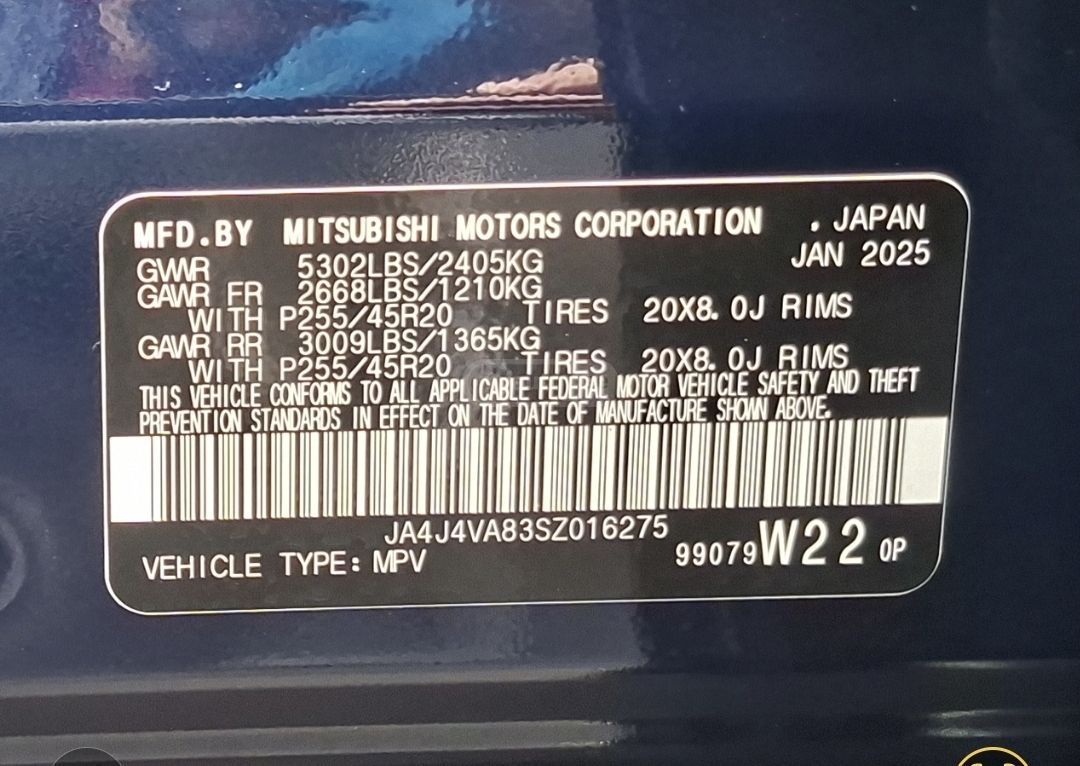 MFD.BY MITSUBISHI MOTORS CORPORATION . JAPAN
JAN 2025
GVWR 5302LBS/2405KG
GAWR FR 2668LBS/1210KG
WITH P255/45R20 TIRES 20X8.0J RIMS
GAWR RR 3009LBS/1365KG
WITH P255/45R20 TIRES 20X8.0J RIMS
THIS VEHICLE CONFORMS TO ALL APPLICABLE FEDERAL MOTOR VEHICLE SAFETY AND THEFT
PREVENTION STANDARDS IN EFFECT ON THE DATE OF MANUFACTURE SHOWN ABOVE.
JA4J4VA83SZ016275
VEHICLE TYPE: MPV 99079W22 0P